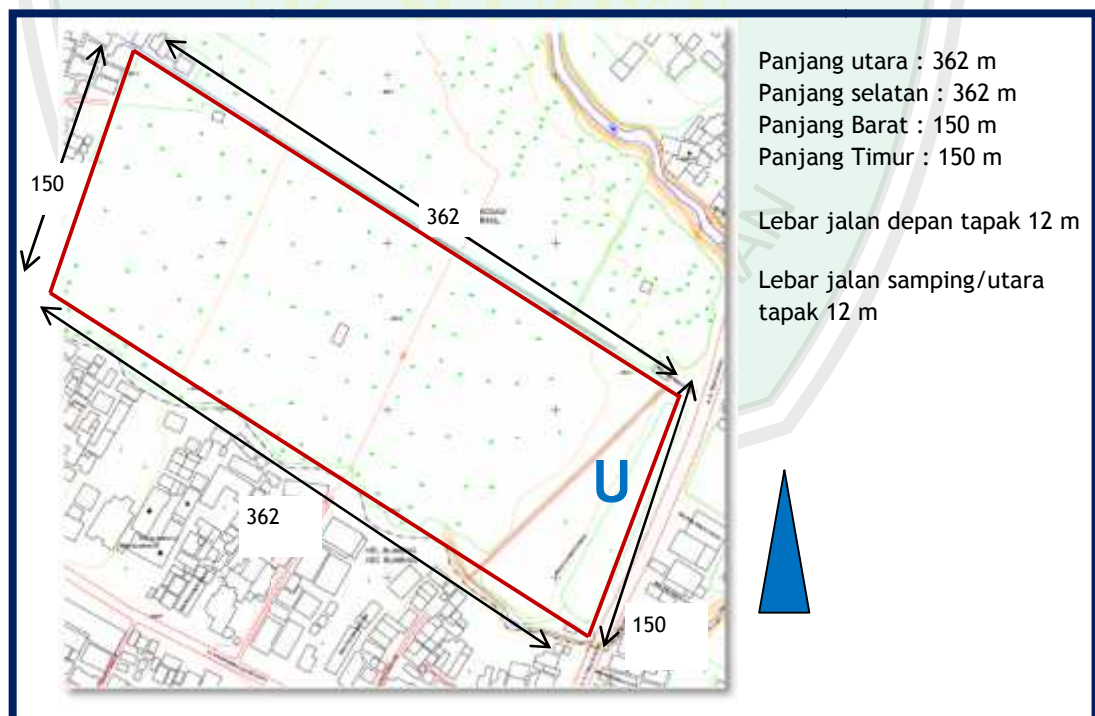 Panjang utara : 362 m
Panjang selatan : 362 m
Panjang Barat : 150 m
Panjang Timur : 150 m
Lebar jalan depan tapak 12 m
Lebar jalan samping/utara
tapak 12 m
150
362
U
362
150
AN